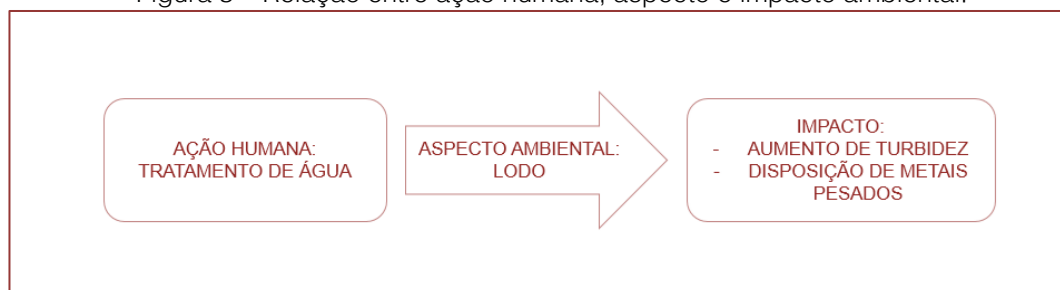 AÇÃO HUMANA:
TRATAMENTO DE ÁGUA
ASPECTO AMBIENTAL:
LODO
IMPACTO:
- AUMENTO DE TURBIDEZ
- DISPOSIÇÃO DE METAIS
PESADOS